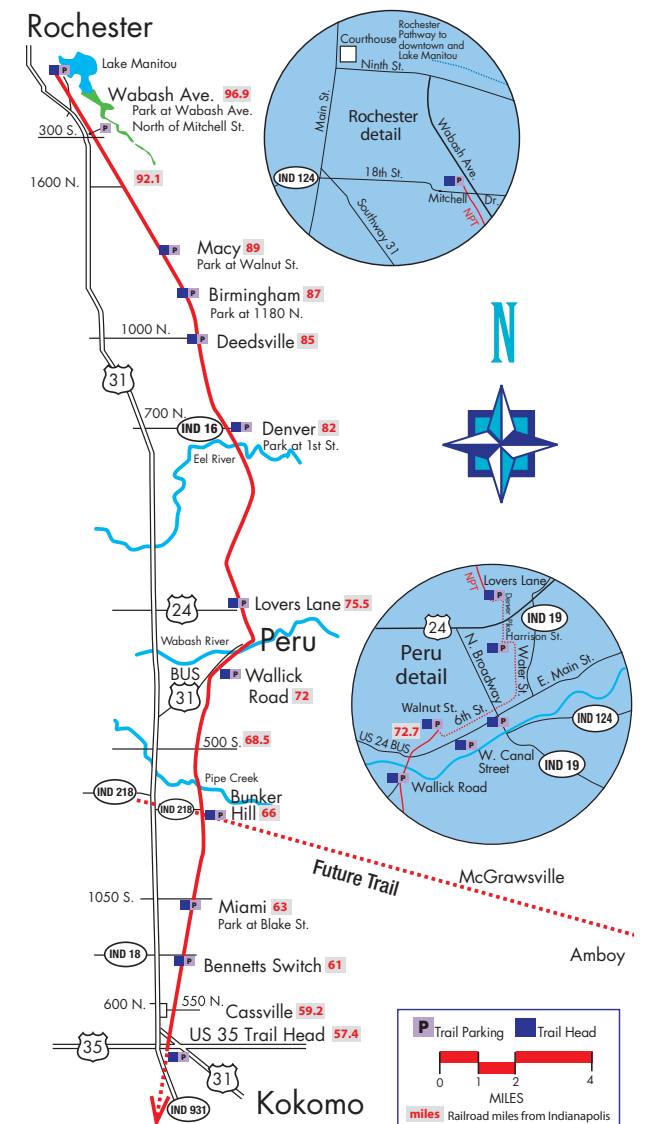 Rochester
P
Lake Manitou
Wabash Ave. 96.9
Park at Wabash Ave.
North of Mitchell St.
P
300 S.
1600 N.
92.1
P
Macy 89
Park at Walnut St.
P
Birmingham 87
Park at 1180 N.
1000 N.
P
Deedsville 85
31
700 N.
IND 16
P
Denver 82
Park at 1st St.
Eel River
P
Lovers Lane 75.5
24
Wabash River
Peru
BUS
31
P
Wallick
Road 72
500 S. 68.5
Pipe Creek
IND 218
IND 218
P
Bunker
Hill 66
Future Trail
McGrawsville
Amboy
1050 S.
P
Miami 63
Park at Blake St.
IND 18
P
Bennetts Switch 61
600 N.
550 N.
Cassville 59.2
US 35 Trail Head 57.4
35
P
31
IND 931
Kokomo
Rochester
Pathway to
downtown and
Lake Manitou
Courthouse
Ninth St.
Main St.
Rochester
detail
Wabash Ave.
IND 124
18th St.
P
Mitchell Dr.
NPT
Southway 31
N
NPT
Lovers Lane
P
Denver Pike
IND 19
24
Harrison St.
P
Peru
detail
N. Broadway
Water St.
E. Main St.
Walnut St.
6th St.
P
72.7
P
IND 124
US 24 BUS
P
W. Canal
Street
IND 19
P
Wallick Road
P Trail Parking
Trail Head
0 1 2 4
MILES
miles Railroad miles from Indianapolis